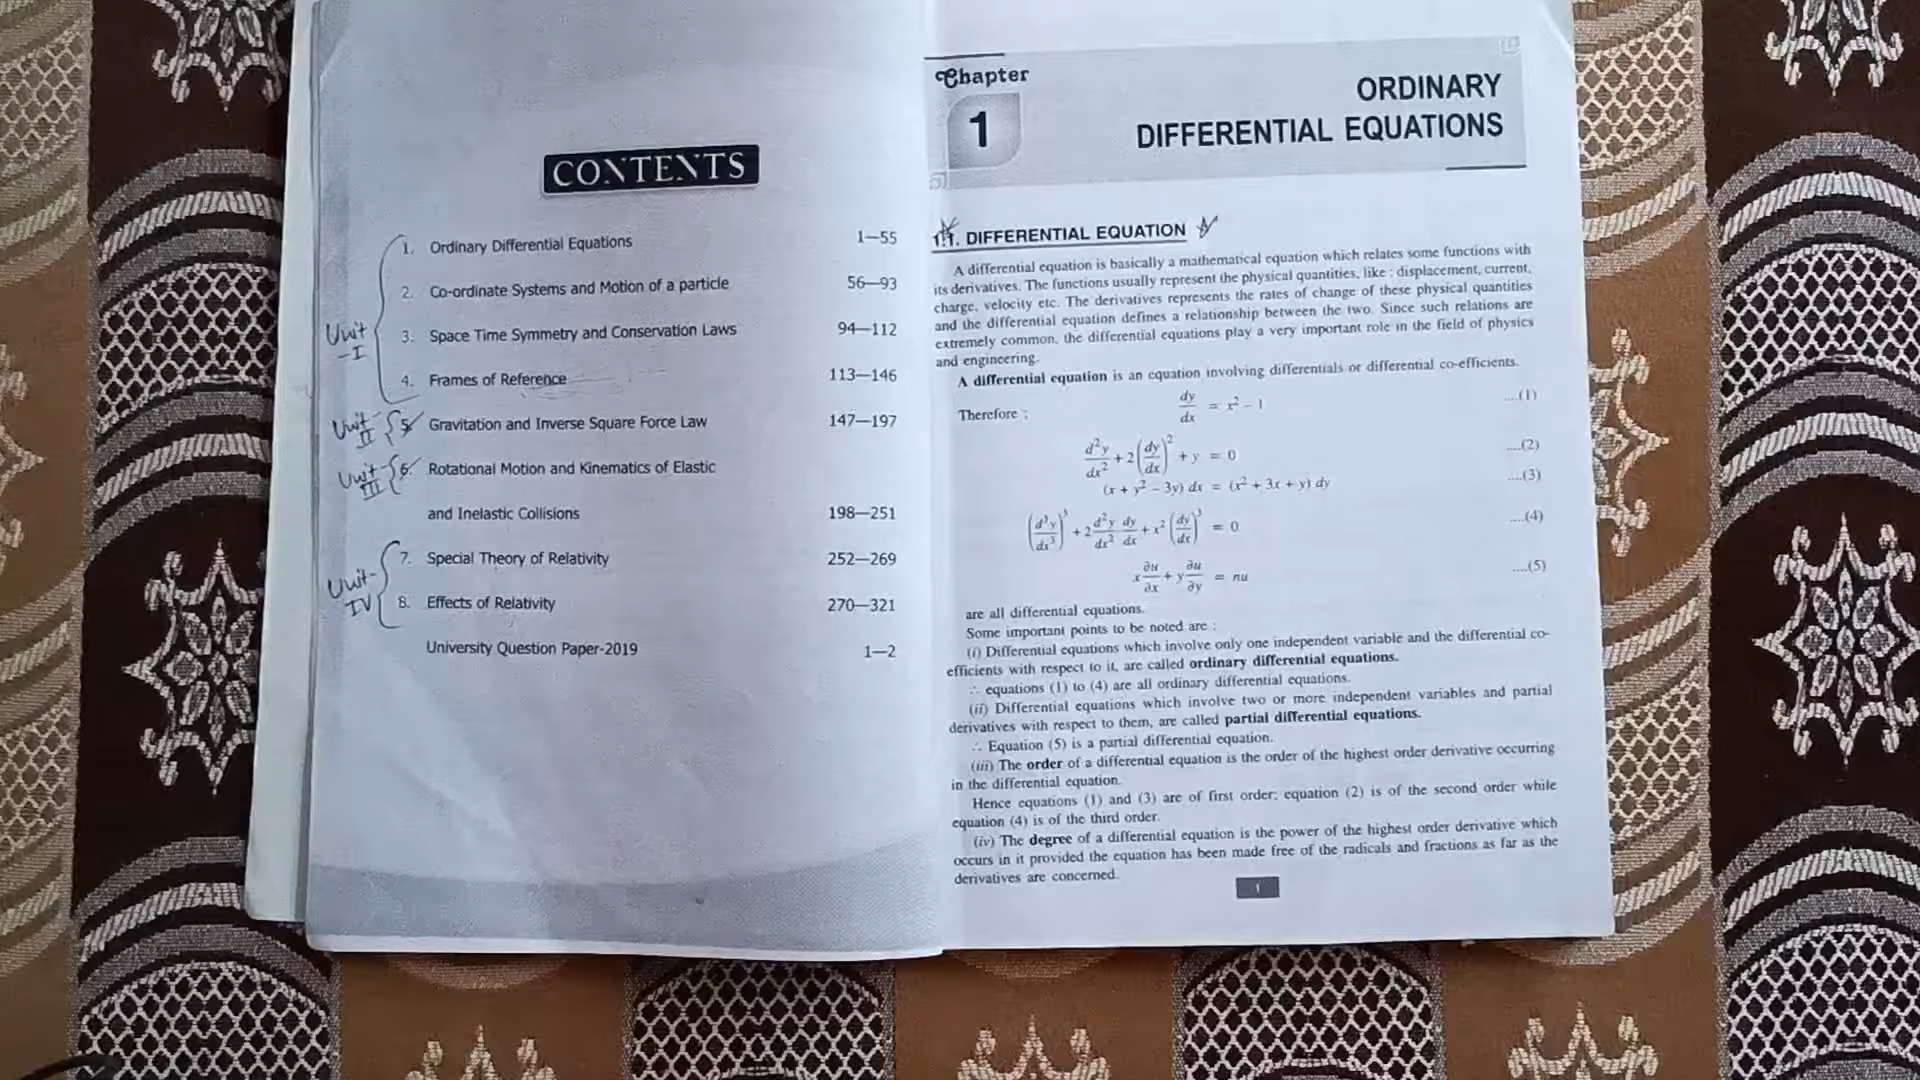 CONTENTS
1. Ordinary Differential Equations 1—55
2. Co-ordinate Systems and Motion of a particle 56—93
3. Space Time Symmetry and Conservation Laws 94—112
Unit
-I
4. Frames of Reference 113—146
Unit-
II
5. Gravitation and Inverse Square Force Law 147—197
Unit-
III
6. Rotational Motion and Kinematics of Elastic
and Inelastic Collisions 198—251
7. Special Theory of Relativity 252—269
Unit-
IV
8. Effects of Relativity 270—321
University Question Paper-2019 1—2
Chapter
1
ORDINARY
DIFFERENTIAL EQUATIONS
1.1. DIFFERENTIAL EQUATION
A differential equation is basically a mathematical equation which relates some functions with
its derivatives. The functions usually represent the physical quantities, like : displacement, current,
charge, velocity etc. The derivatives represents the rates of change of these physical quantities
and the differential equation defines a relationship between the two. Since such relations are
extremely common, the differential equations play a very important role in the field of physics
and engineering.
A differential equation is an equation involving differentials or differential co-efficients.
Therefore : dy/dx = x² – 1 ....(1)
d²y/dx² + 2(dy/dx)² + y = 0 ....(2)
(x + y² – 3y) dx = (x² + 3x + y) dy ....(3)
(d³y/dx³)³ + 2 d²y/dx² dy/dx + x² (dy/dx)³ = 0 ....(4)
x ∂u/∂x + y ∂u/∂y = nu ....(5)
are all differential equations.
Some important points to be noted are :
(i) Differential equations which involve only one independent variable and the differential co-
efficients with respect to it, are called ordinary differential equations.
∴ equations (1) to (4) are all ordinary differential equations.
(ii) Differential equations which involve two or more independent variables and partial
derivatives with respect to them, are called partial differential equations.
∴ Equation (5) is a partial differential equation.
(iii) The order of a differential equation is the order of the highest order derivative occurring
in the differential equation.
Hence equations (1) and (3) are of first order; equation (2) is of the second order while
equation (4) is of the third order.
(iv) The degree of a differential equation is the power of the highest order derivative which
occurs in it provided the equation has been made free of the radicals and fractions as far as the
derivatives are concerned.
1